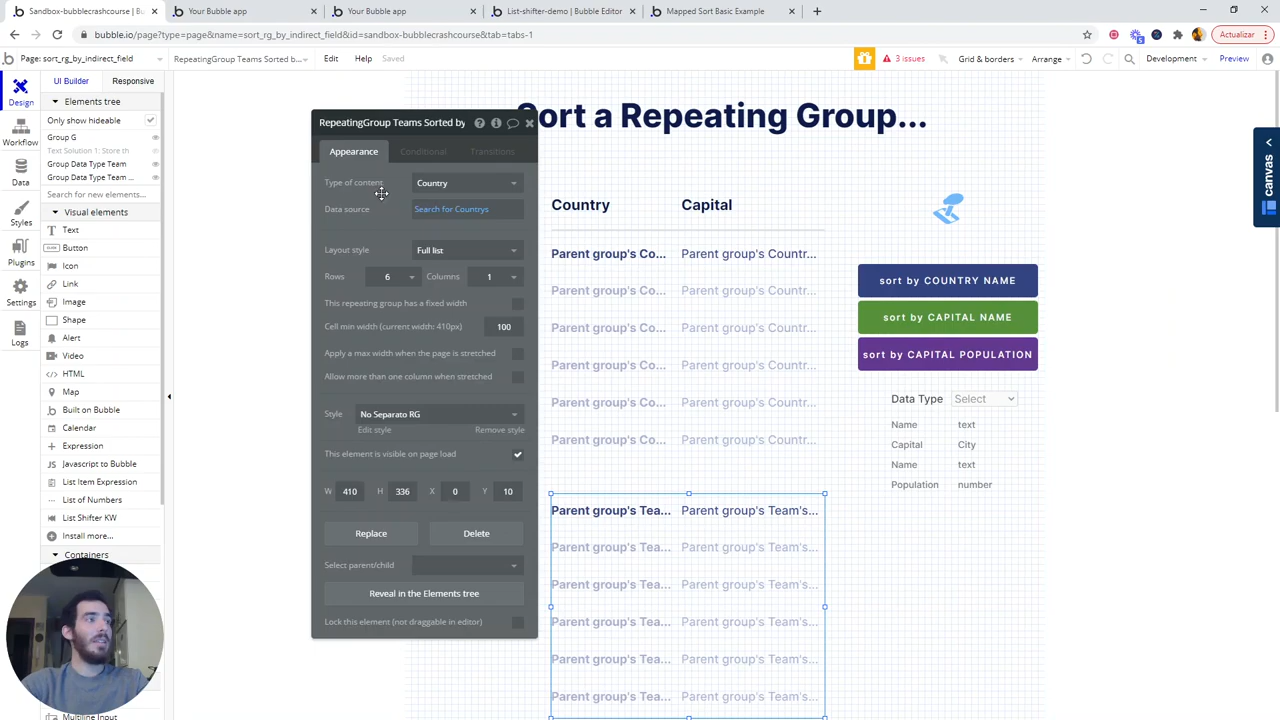 Sandbox-bubblecrashcourse | Bu
Your Bubble app
Your Bubble app
List-shifter-demo | Bubble Editor
Mapped Sort Basic Example
bubble.io/page?type=page&name=sort_rg_by_indirect_field&id=sandbox-bubblecrashcourse&tab=tabs-1
Actualizar
Page: sort_rg_by_indirect_field
RepeatingGroup Teams Sorted b...
Edit
Help
Saved
3 issues
Grid & borders
Arrange
Development
Preview
Design
Workflow
Data
Styles
Plugins
Settings
Logs
UI Builder
Responsive
Elements tree
Only show hideable
Group G
Text Solution 1: Store th
Group Data Type Team
Group Data Type Team ...
Search for new elements...
Visual elements
Text
Button
Icon
Link
Image
Shape
Alert
Video
HTML
Map
Built on Bubble
Calendar
Expression
Javascript to Bubble
List Item Expression
List of Numbers
List Shifter KW
Install more...
Containers
Multiline Input
RepeatingGroup Teams Sorted by
Appearance
Conditional
Transitions
Type of content
Country
Data source
Search for Countrys
Layout style
Full list
Rows
6
Columns
1
This repeating group has a fixed width
Cell min width (current width: 410px)
100
Apply a max width when the page is stretched
Allow more than one column when stretched
Style
No Separato RG
Edit style
Remove style
This element is visible on page load
W 410 H 336 X 0 Y 10
Replace
Delete
Select parent/child
Reveal in the Elements tree
Lock this element (not draggable in editor)
Sort a Repeating Group...
Country
Capital
Parent group's Co... Parent group's Countr...
Parent group's Co... Parent group's Countr...
Parent group's Co... Parent group's Countr...
Parent group's Co... Parent group's Countr...
Parent group's Co... Parent group's Countr...
Parent group's Co... Parent group's Countr...
Parent group's Tea... Parent group's Team's...
Parent group's Tea... Parent group's Team's...
Parent group's Tea... Parent group's Team's...
Parent group's Tea... Parent group's Team's...
Parent group's Tea... Parent group's Team's...
Parent group's Tea... Parent group's Team's...
sort by COUNTRY NAME
sort by CAPITAL NAME
sort by CAPITAL POPULATION
Data Type
Select
Name text
Capital City
Name text
Population number
canvas